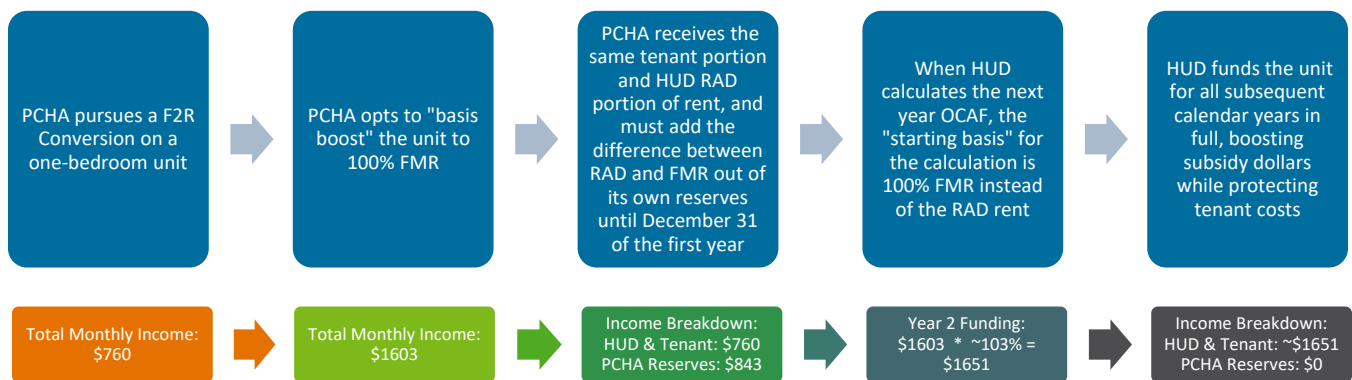 PCHA pursues a F2R
Conversion on a
one-bedroom unit
PCHA opts to "basis
boost" the unit to
100% FMR
PCHA receives the
same tenant portion
and HUD RAD
portion of rent, and
must add the
difference between
RAD and FMR out of
its own reserves
until December 31
of the first year
When HUD
calculates the next
year OCAF, the
"starting basis" for
the calculation is
100% FMR instead
of the RAD rent
HUD funds the unit
for all subsequent
calendar years in
full, boosting
subsidy dollars
while protecting
tenant costs
Total Monthly Income:
$760
Total Monthly Income:
$1603
Income Breakdown:
HUD & Tenant: $760
PCHA Reserves: $843
Year 2 Funding:
$1603 * ~103% =
$1651
Income Breakdown:
HUD & Tenant: ~$1651
PCHA Reserves: $0